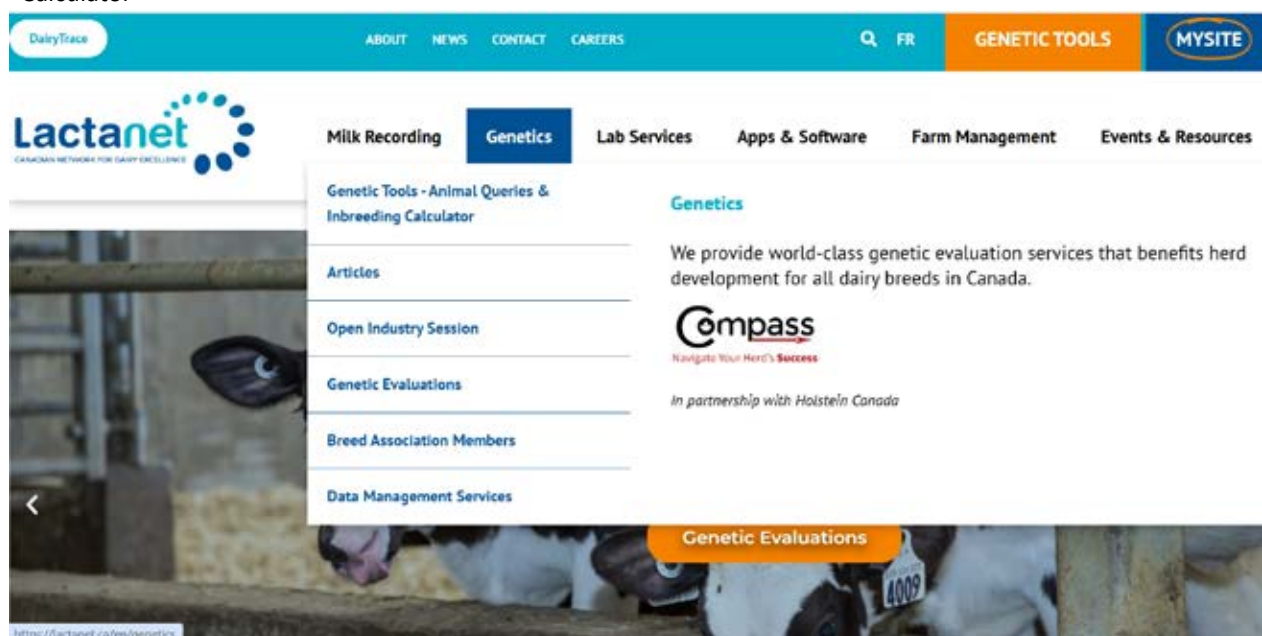 Calculator
DairyTrace
ABOUT NEWS CONTACT CAREERS FR GENETIC TOOLS MYSITE
Lactanet
CANADIAN NETWORK FOR DAIRY EXCELLENCE
Milk Recording Genetics Lab Services Apps & Software Farm Management Events & Resources
Genetic Tools - Animal Queries &
Inbreeding Calculator
Articles
Open Industry Session
Genetic Evaluations
Breed Association Members
Data Management Services
Genetics
We provide world-class genetic evaluation services that benefits herd
development for all dairy breeds in Canada.
Compass
Navigate Your Herd's Success
In partnership with Holstein Canada
Genetic Evaluations
4009
https://lactanet.ca/en/genetics